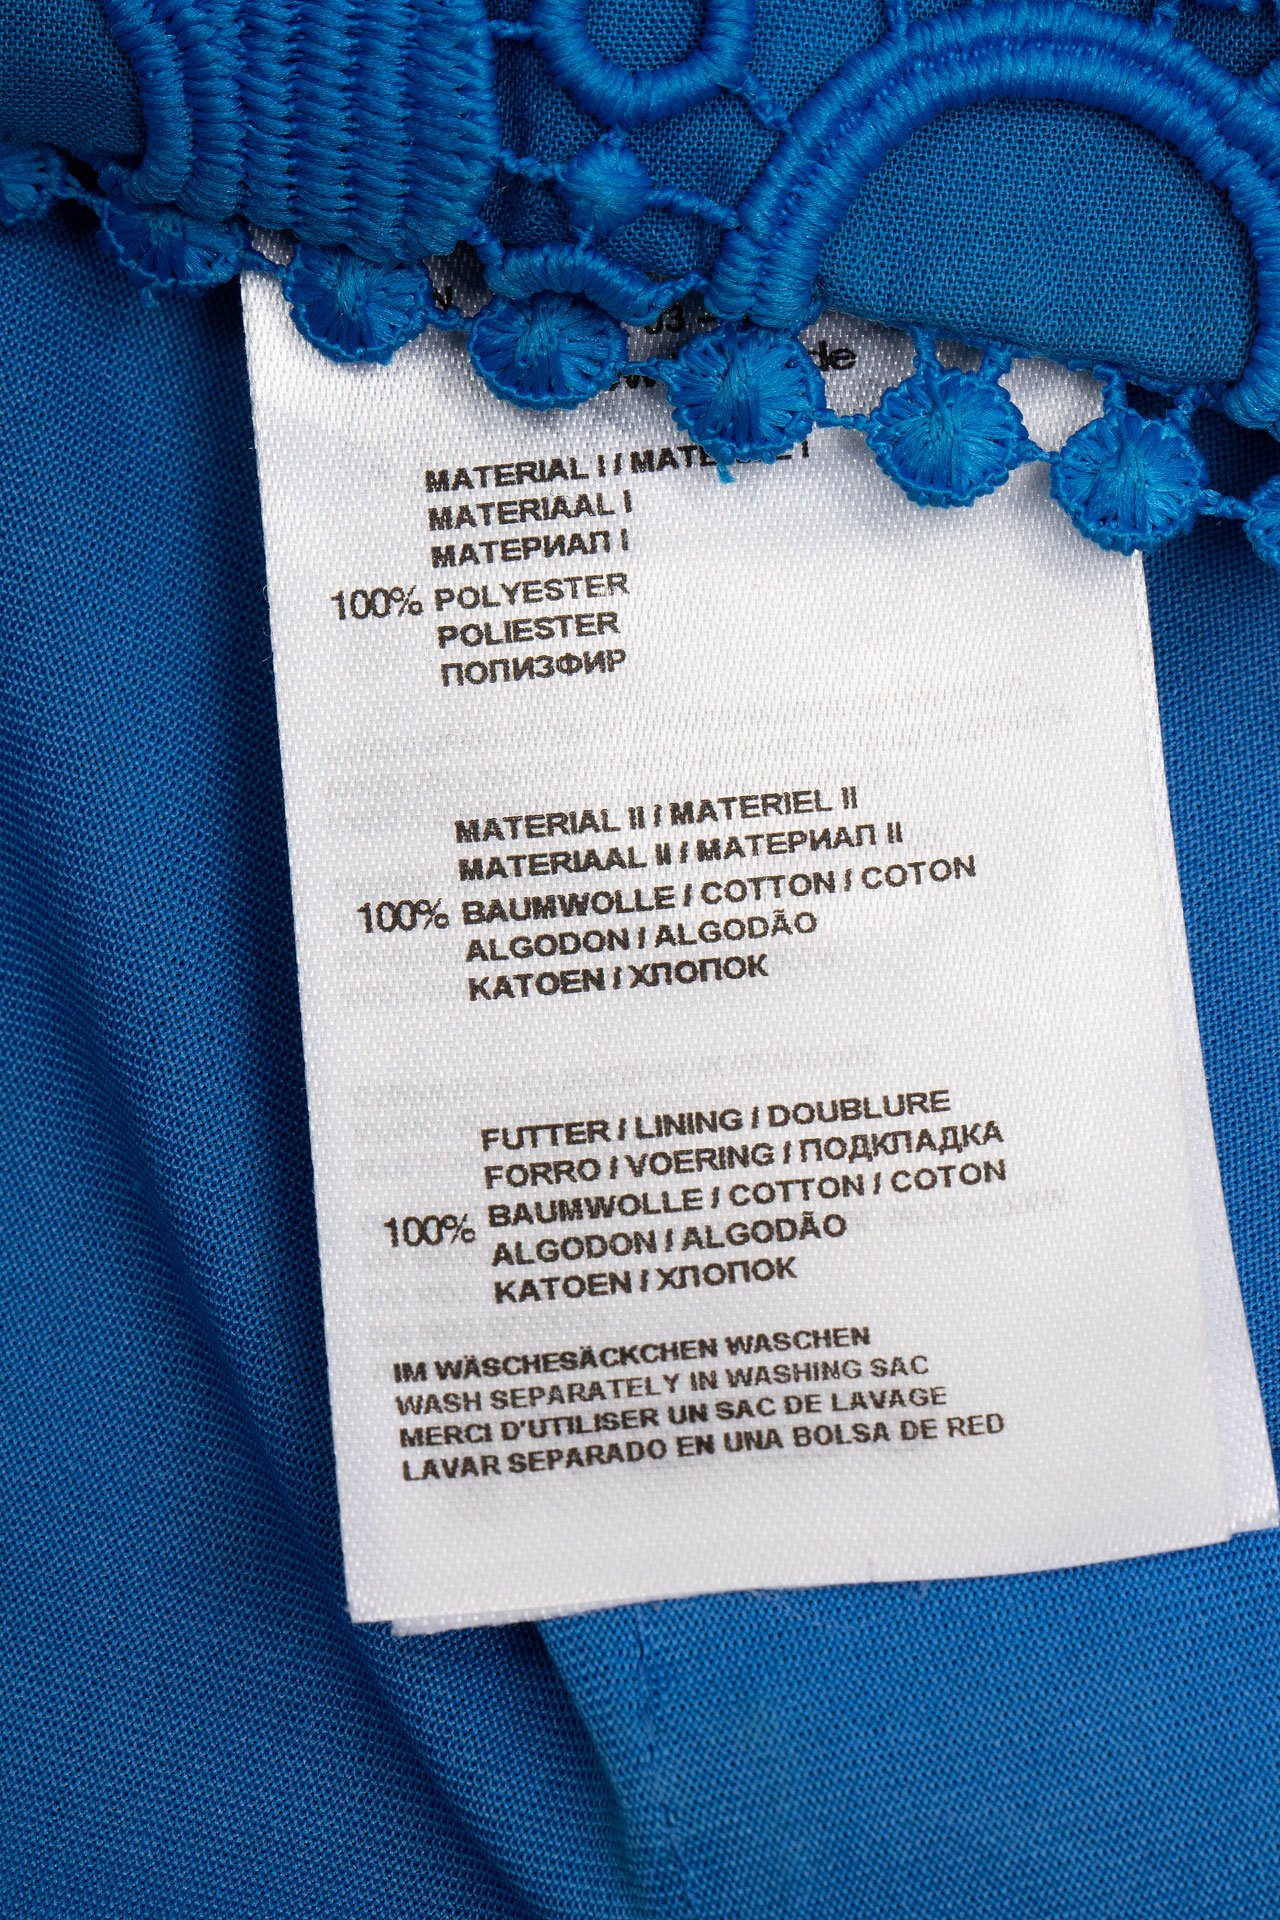 MATERIAL I / MATERIEL I
MATERIAAL I
МАТЕРИАЛ I
100% POLYESTER
POLIESTER
ПОЛИЭФИР
MATERIAL II / MATERIEL II
MATERIAAL II / МАТЕРИАЛ II
100% BAUMWOLLE / COTTON / COTON
ALGODON / ALGODÃO
KATOEN / ХЛОПОК
FUTTER / LINING / DOUBLURE
FORRO / VOERING / ПОДКЛАДКА
100% BAUMWOLLE / COTTON / COTON
ALGODON / ALGODÃO
KATOEN / ХЛОПОК
IM WÄSCHESÄCKCHEN WASCHEN
WASH SEPARATELY IN WASHING SAC
MERCI D'UTILISER UN SAC DE LAVAGE
LAVAR SEPARADO EN UNA BOLSA DE RED